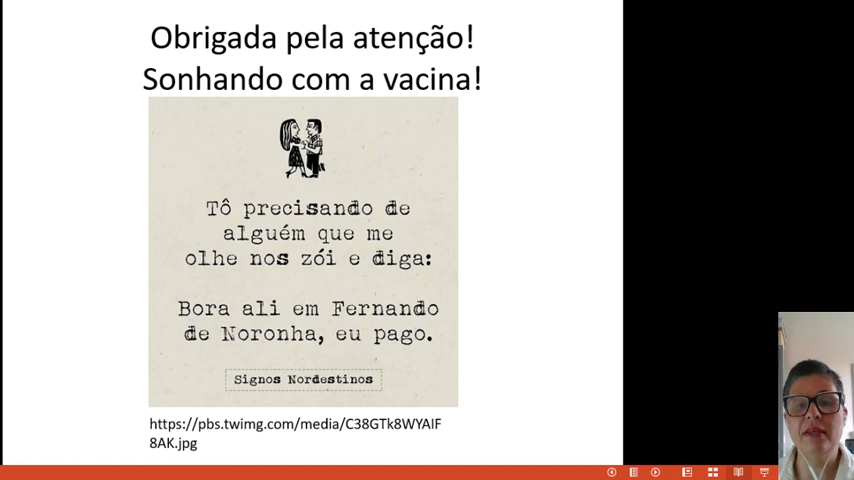 Obrigada pela atenção!
Sonhando com a vacina!
Tô precisando de
alguém que me
olhe nos zói e diga:
Bora ali em Fernando
de Noronha, eu pago.
Signos Nordestinos
https://pbs.twimg.com/media/C38GTk8WYAIF
8AK.jpg